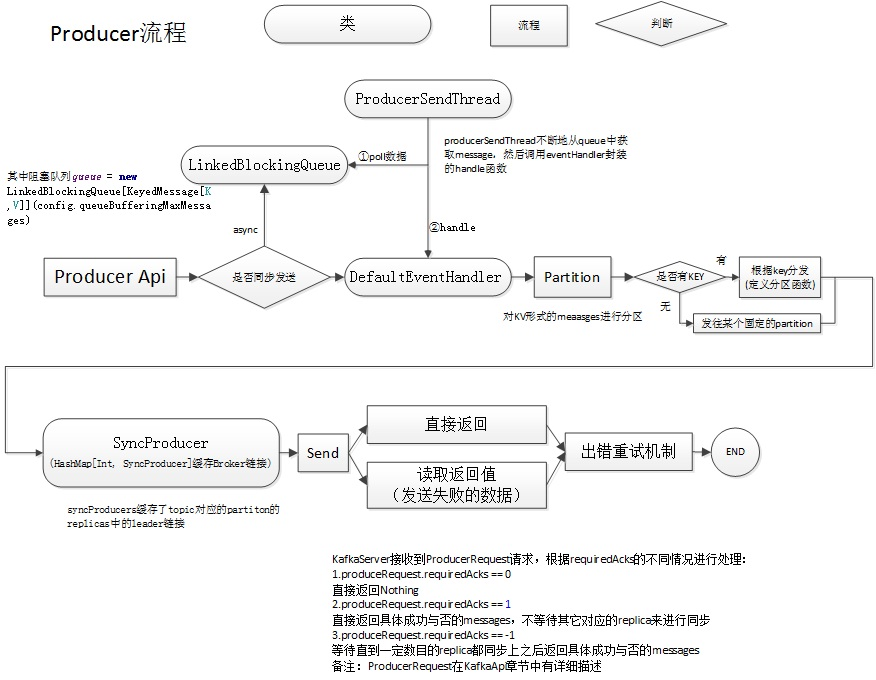 Producer流程
类
流程
判断
ProducerSendThread
LinkedBlockingQueue
①poll数据
producerSendThread不断地从queue中获
取message，然后调用eventHandler封装
的handle函数
其中阻塞队列queue = new
LinkedBlockingQueue[KeyedMessage[K
,V]](config.queueBufferingMaxMessa
ges)
async
②handle
Producer Api
是否同步发送
DefaultEventHandler
Partition
是否有KEY
有
根据key分发
(定义分区函数)
无
发往某个固定的partition
对KV形式的meaasges进行分区
SyncProducer
(HashMap[Int, SyncProducer]缓存Broker链接)
Send
直接返回
读取返回值
（发送失败的数据）
出错重试机制
END
syncProducers缓存了topic对应的partiton的
replicas中的leader链接
KafkaServer接收到ProducerRequest请求，根据requiredAcks的不同情况进行处理：
1.produceRequest.requiredAcks == 0
直接返回Nothing
2.produceRequest.requiredAcks == 1
直接返回具体成功与否的messages，不等待其它对应的replica来进行同步
3.produceRequest.requiredAcks == -1
等待直到一定数目的replica都同步上之后返回具体成功与否的messages
备注：ProducerRequest在KafkaApi章节中有详细描述